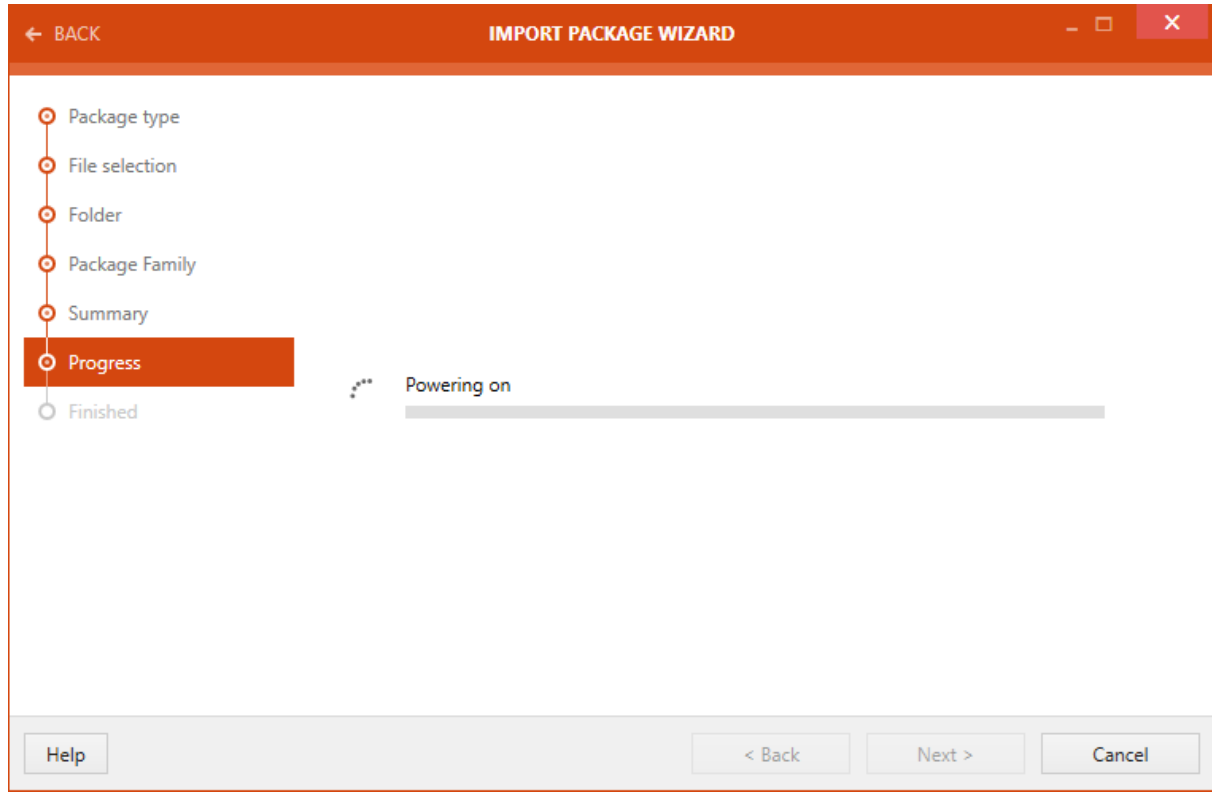 ← BACK
IMPORT PACKAGE WIZARD
Package type
File selection
Folder
Package Family
Summary
Progress
Finished
Powering on
Help
< Back
Next >
Cancel